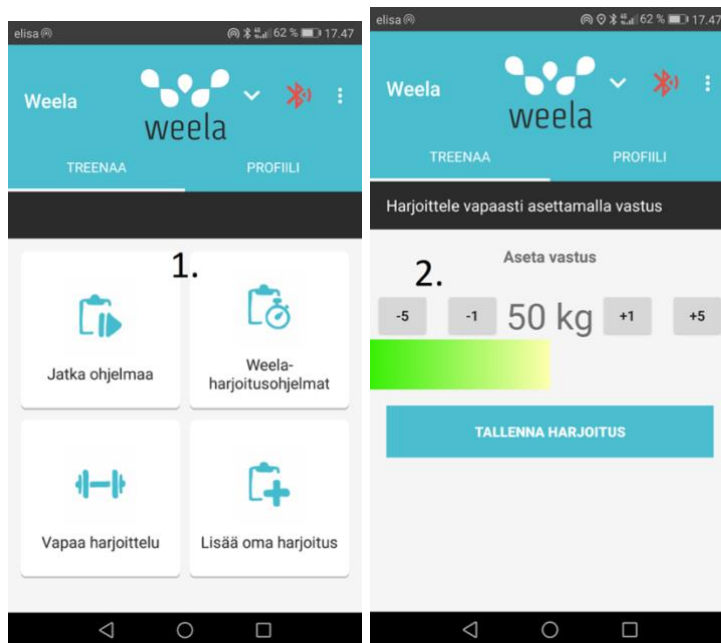 elisa
62 % 17.47
Weela
weela
TREENAA PROFIILI
1.
Jatka ohjelmaa
Weela-
harjoitusohjelmat
Vapaa harjoittelu
Lisää oma harjoitus
elisa
62 % 17.47
Weela
weela
TREENAA PROFIILI
Harjoittele vapaasti asettamalla vastus
Aseta vastus
2.
-5 -1 50 kg +1 +5
TALLENNA HARJOITUS